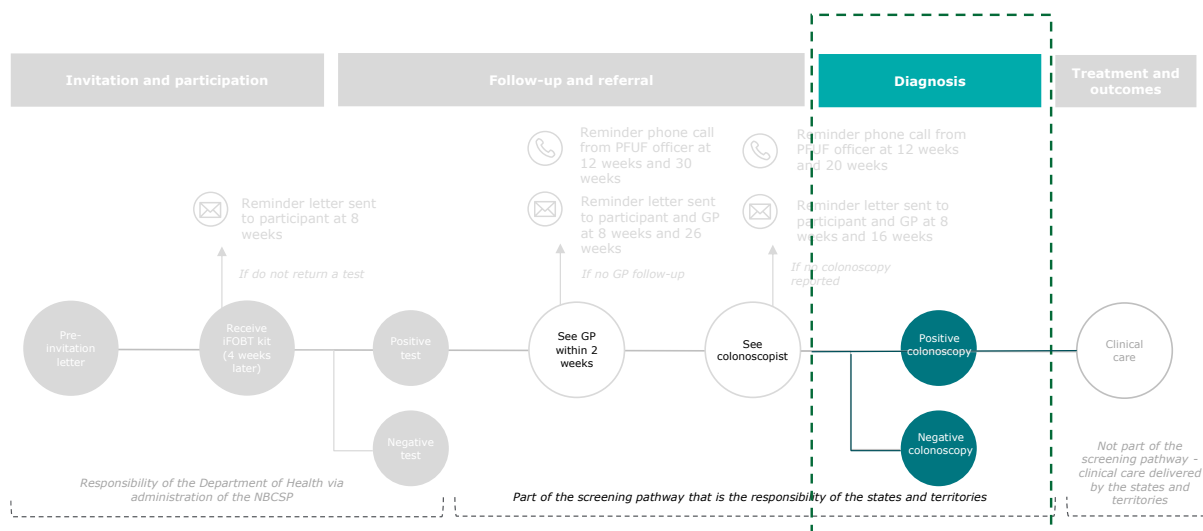 Invitation and participation
Follow-up and referral
Diagnosis
Treatment and
outcomes
Reminder phone call
from PFUF officer at
12 weeks and 30
weeks
Reminder phone call from
PFUF officer at 12 weeks
and 20 weeks
Reminder letter sent
to participant at 8
weeks
Reminder letter sent
to participant and GP
at 8 weeks and 26
weeks
Reminder letter sent to
participant and GP at 8
weeks and 16 weeks
If do not return a test
If no GP follow-up
If no colonoscopy
reported
Pre-
invitation
letter
Receive
iFOBT kit
(4 weeks
later)
Positive
test
See GP
within 2
weeks
See
colonoscopist
Positive
colonoscopy
Clinical
care
Negative
test
Negative
colonoscopy
Responsibility of the Department of Health via
administration of the NBCSP
Part of the screening pathway that is the responsibility of the states and territories
Not part of the
screening pathway -
clinical care delivered
by the states and
territories